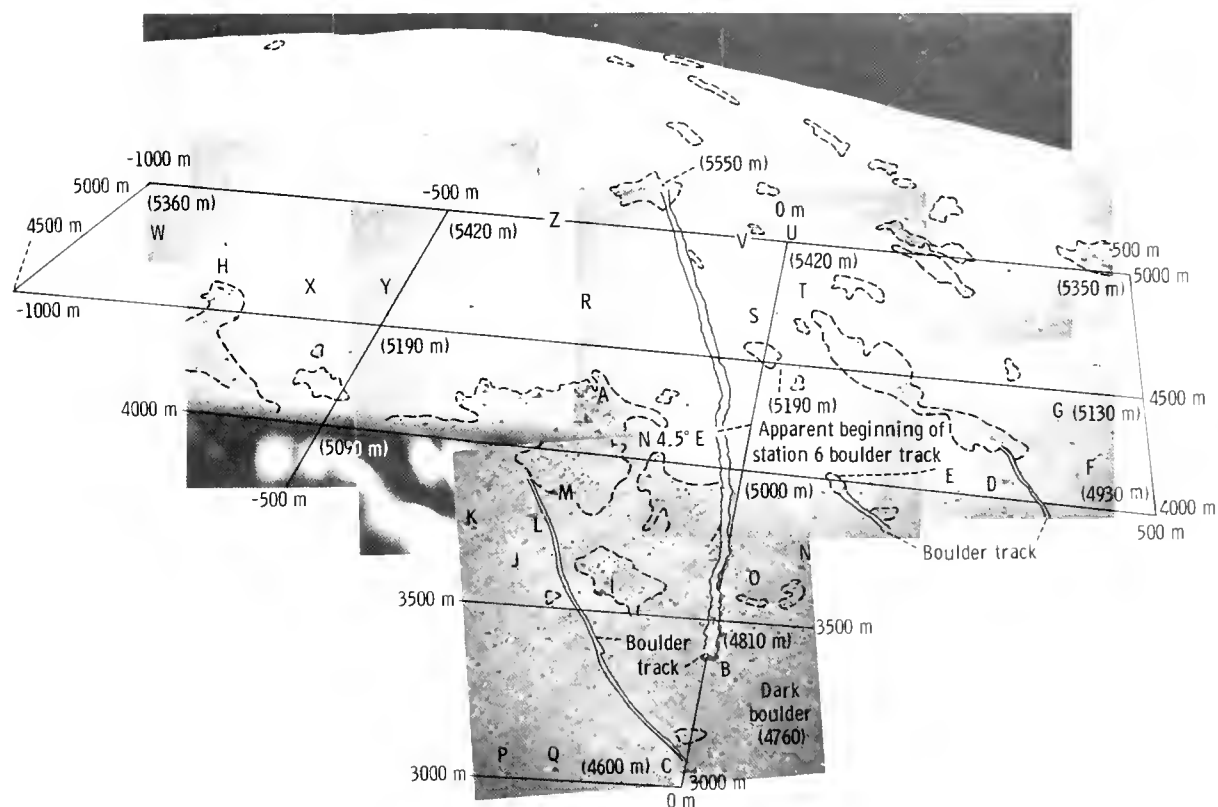 (5550 m)
-1000 m
5000 m
(5360 m)
-500 m
0 m
4500 m
W
Z
V
U
(5420 m)
(5420 m)
-500 m
5000 m
(5350 m)
H
X
Y
R
T
S
-1000 m
(5190 m)
(5190 m)
A
G
(5130 m)
4500 m
4000 m
(5090 m)
N 4.5° E
Apparent beginning of
station 6 boulder track
M
(5000 m)
E
D
F
(4930 m)
-500 m
4000 m
500 m
K
L
J
I
O
N
Boulder track
3500 m
3500 m
(4810 m)
Boulder
track
B
Dark
boulder
(4760)
P
Q
(4600 m)
C
3000 m
3000 m
0 m